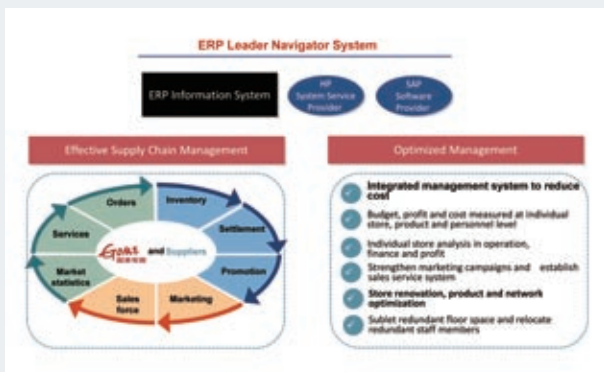 ERP Leader Navigator System
ERP Information System
HP
System Service
Provider
SAP
Software
Provider
Effective Supply Chain Management
Optimized Management
Orders
Inventory
Settlement
Promotion
Marketing
Sales
force
Market
statistics
Services
and Suppliers
Integrated management system to reduce
cost
Budget, profit and cost measured at individual
store, product and personnel level
Individual store analysis in operation,
finance and profit
Strengthen marketing campaigns and establish
sales service system
Store renovation, product and network
optimization
Sublet redundant floor space and relocate
redundant staff members